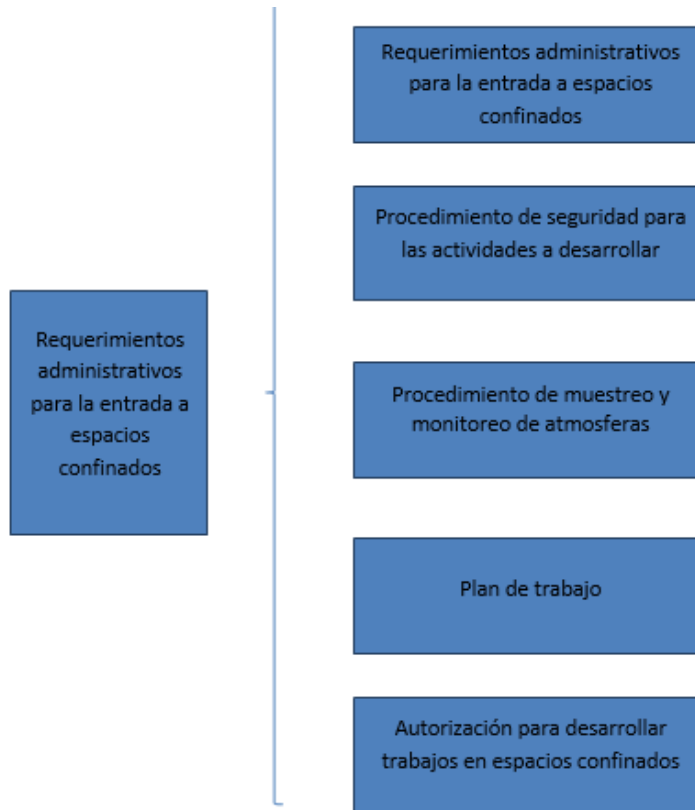 Requerimientos
administrativos
para la entrada a
espacios
confinados
Requerimientos administrativos
para la entrada a espacios
confinados
Procedimiento de seguridad para
las actividades a desarrollar
Procedimiento de muestreo y
monitoreo de atmosferas
Plan de trabajo
Autorización para desarrollar
trabajos en espacios confinados